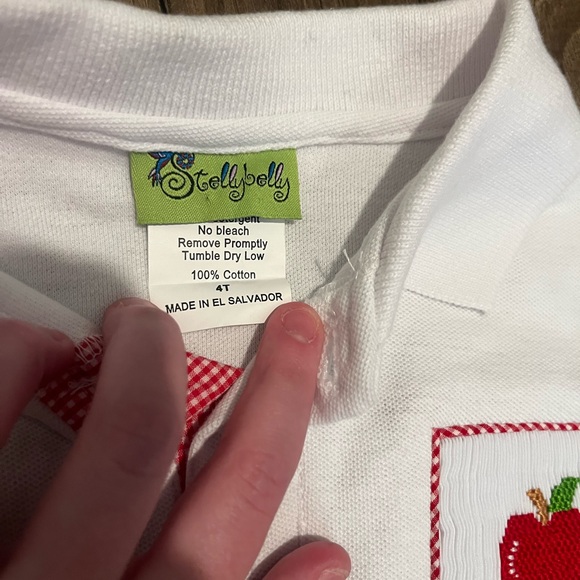 Stellybelly
No bleach
Remove Promptly
Tumble Dry Low
100% Cotton
4T
MADE IN EL SALVADOR